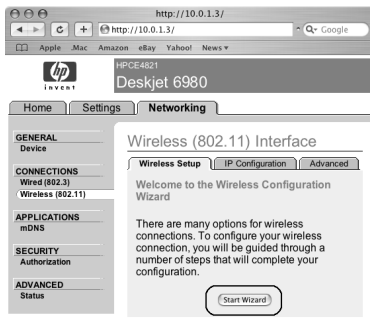 http://10.0.1.3/
http://10.0.1.3/
Google
Apple .Mac Amazon eBay Yahoo! News
hp
invent
HPCE4821
Deskjet 6980
Home Settings Networking
GENERAL
Device
CONNECTIONS
Wired (802.3)
Wireless (802.11)
APPLICATIONS
mDNS
SECURITY
Authorization
ADVANCED
Status
Wireless (802.11) Interface
Wireless Setup IP Configuration Advanced
Welcome to the Wireless Configuration
Wizard
There are many options for wireless
connections. To configure your wireless
connection, you will be guided through a
number of steps that will complete your
configuration.
Start Wizard